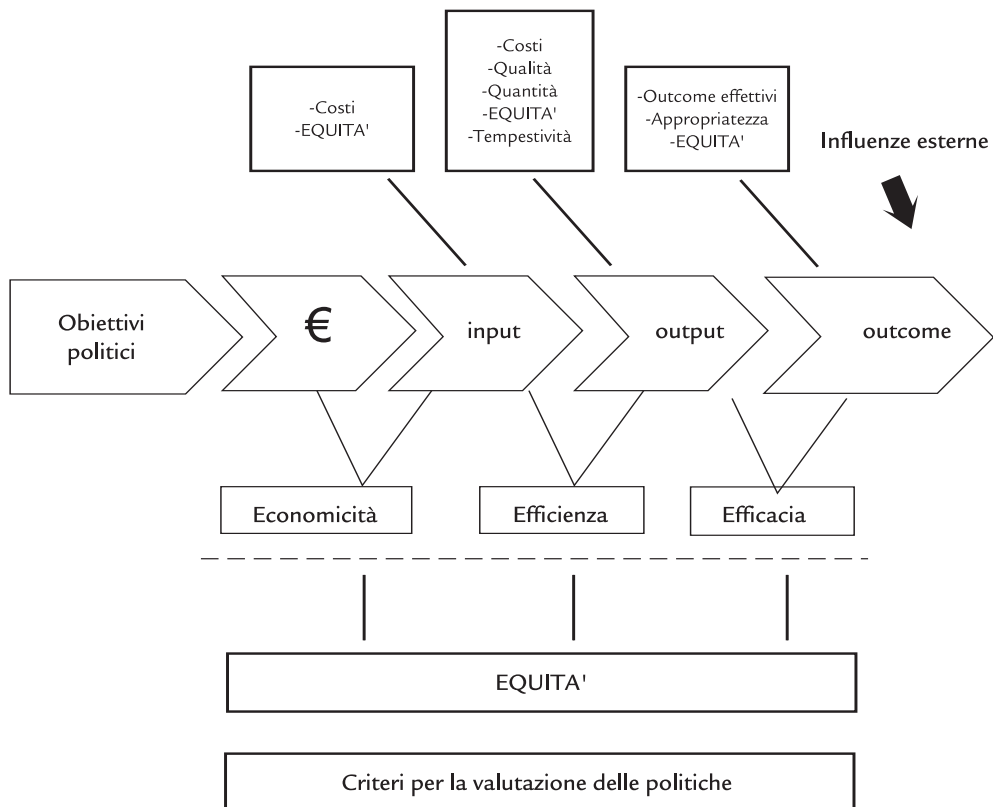 -Costi
-EQUITA'
-Costi
-Qualità
-Quantità
-EQUITA'
-Tempestività
-Outcome effettivi
-Appropriatezza
-EQUITA'
Influenze esterne
Obiettivi
politici
€
input
output
outcome
Economicità
Efficienza
Efficacia
EQUITA'
Criteri per la valutazione delle politiche